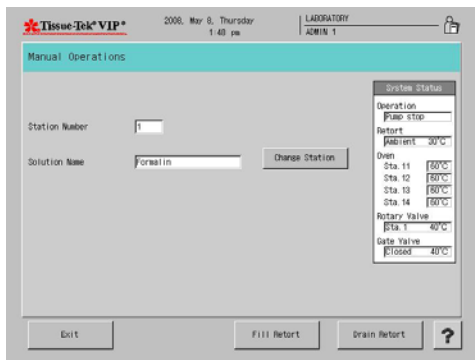 Tissue-Tek® VIP®
2008, May 8, Thursday
1:48 pm
LABORATORY
ADMIN 1
Manual Operations
Station Number
1
Solution Name
Formalin
Change Station
System Status
Operation
Pump stop
Retort
Ambient 30°C
Oven
Sta. 11 60°C
Sta. 12 60°C
Sta. 13 60°C
Sta. 14 60°C
Rotary Valve
Sta. 1 40°C
Gate Valve
Closed 40°C
Exit
Fill Retort
Drain Retort
?